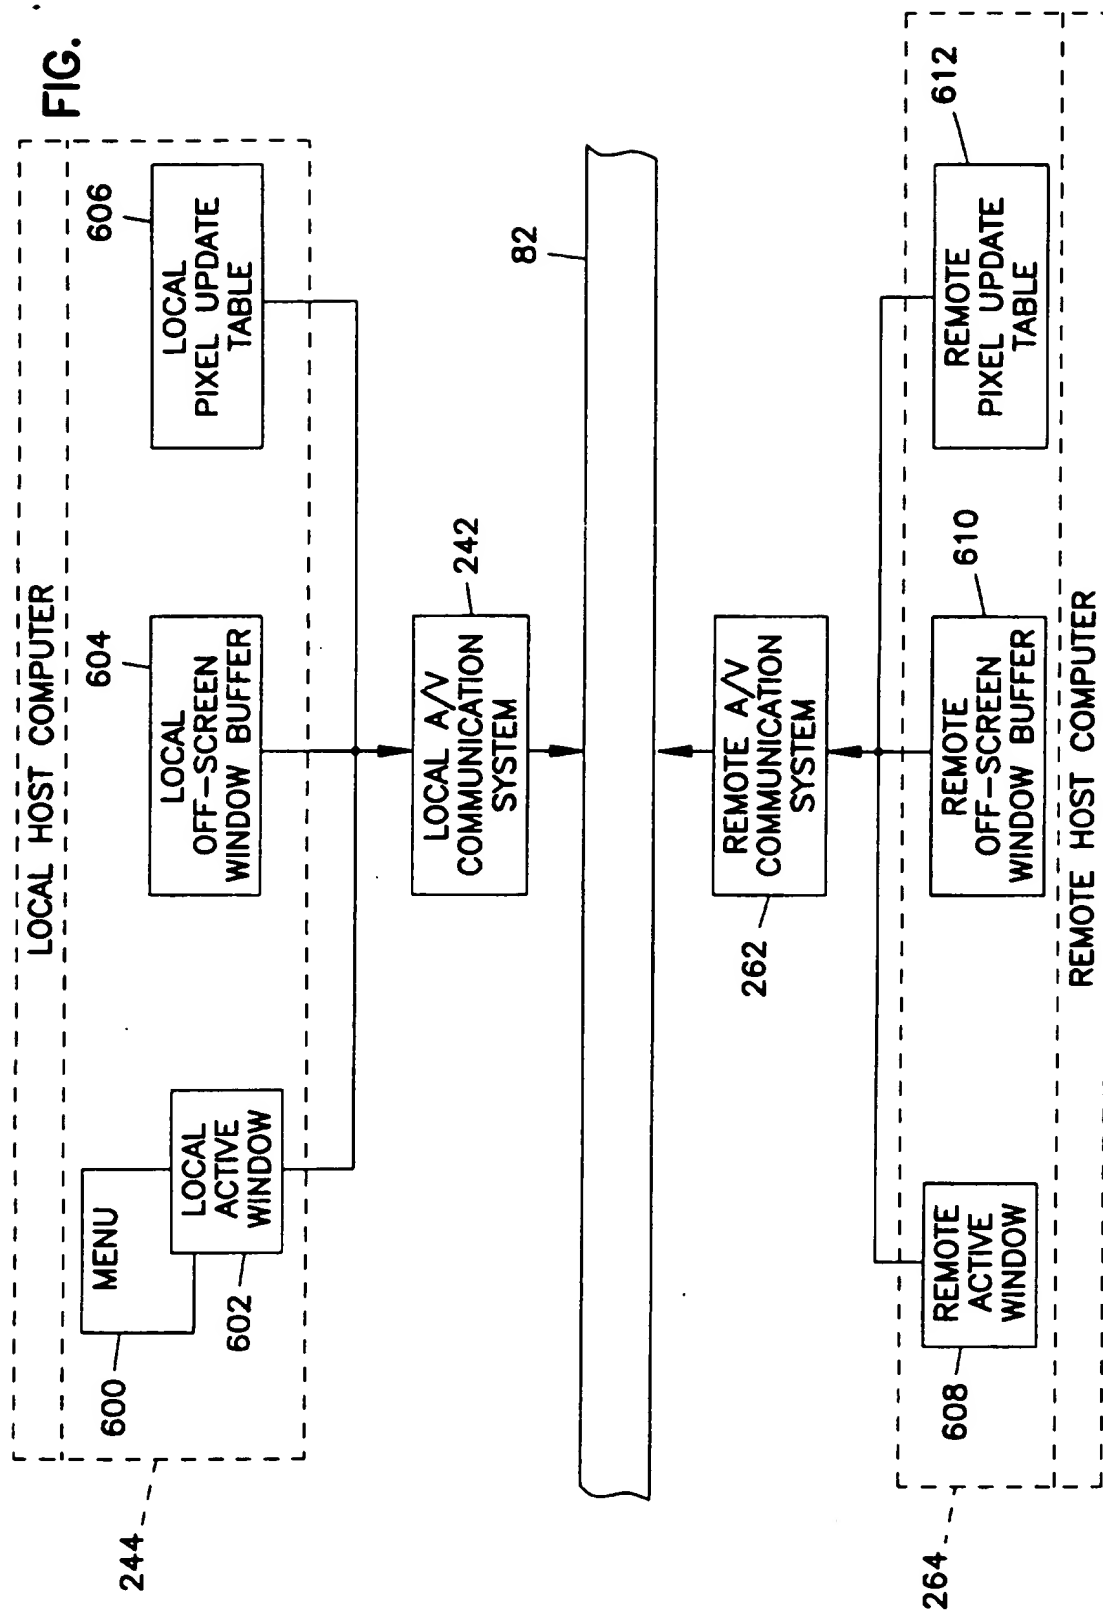 FIG.
LOCAL HOST COMPUTER
244
600
MENU
602
LOCAL
ACTIVE
WINDOW
604
LOCAL
OFF-SCREEN
WINDOW BUFFER
606
LOCAL
PIXEL UPDATE
TABLE
242
LOCAL A/V
COMMUNICATION
SYSTEM
82
262
REMOTE A/V
COMMUNICATION
SYSTEM
264
608
REMOTE
ACTIVE
WINDOW
610
REMOTE
OFF-SCREEN
WINDOW BUFFER
612
REMOTE
PIXEL UPDATE
TABLE
REMOTE HOST COMPUTER